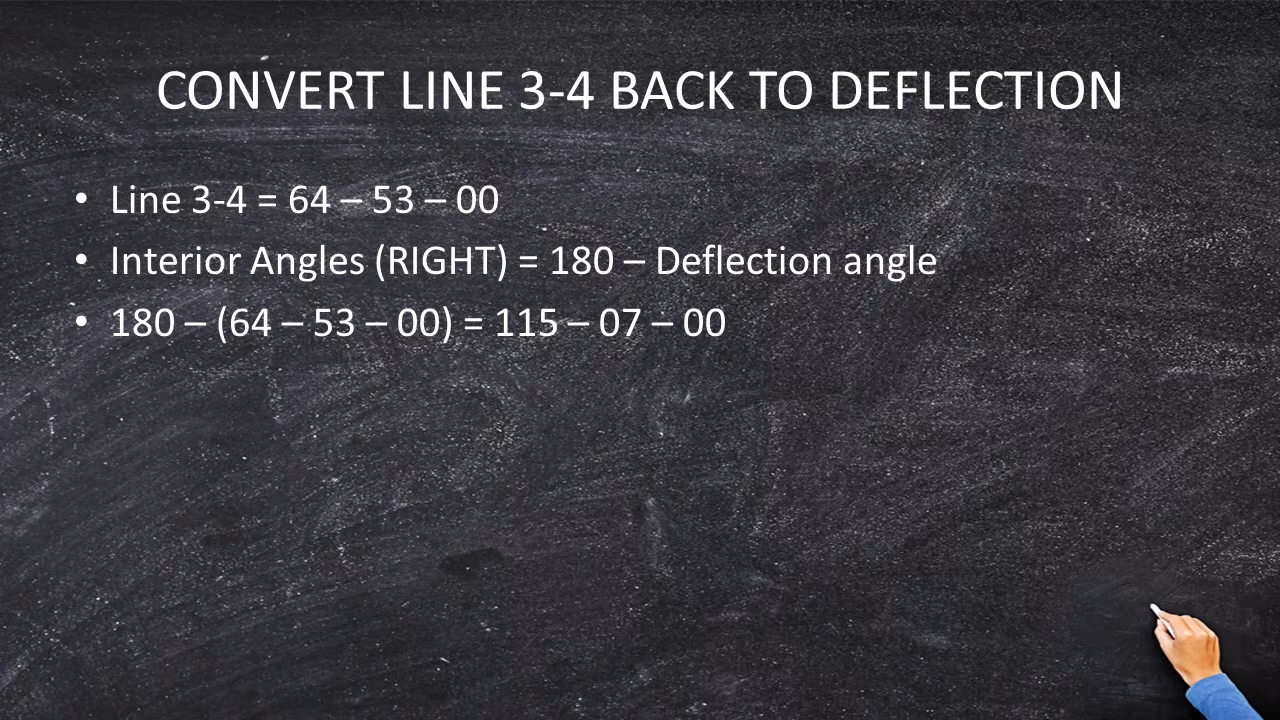 CONVERT LINE 3-4 BACK TO DEFLECTION
• Line 3-4 = 64 – 53 – 00
• Interior Angles (RIGHT) = 180 – Deflection angle
• 180 – (64 – 53 – 00) = 115 – 07 – 00